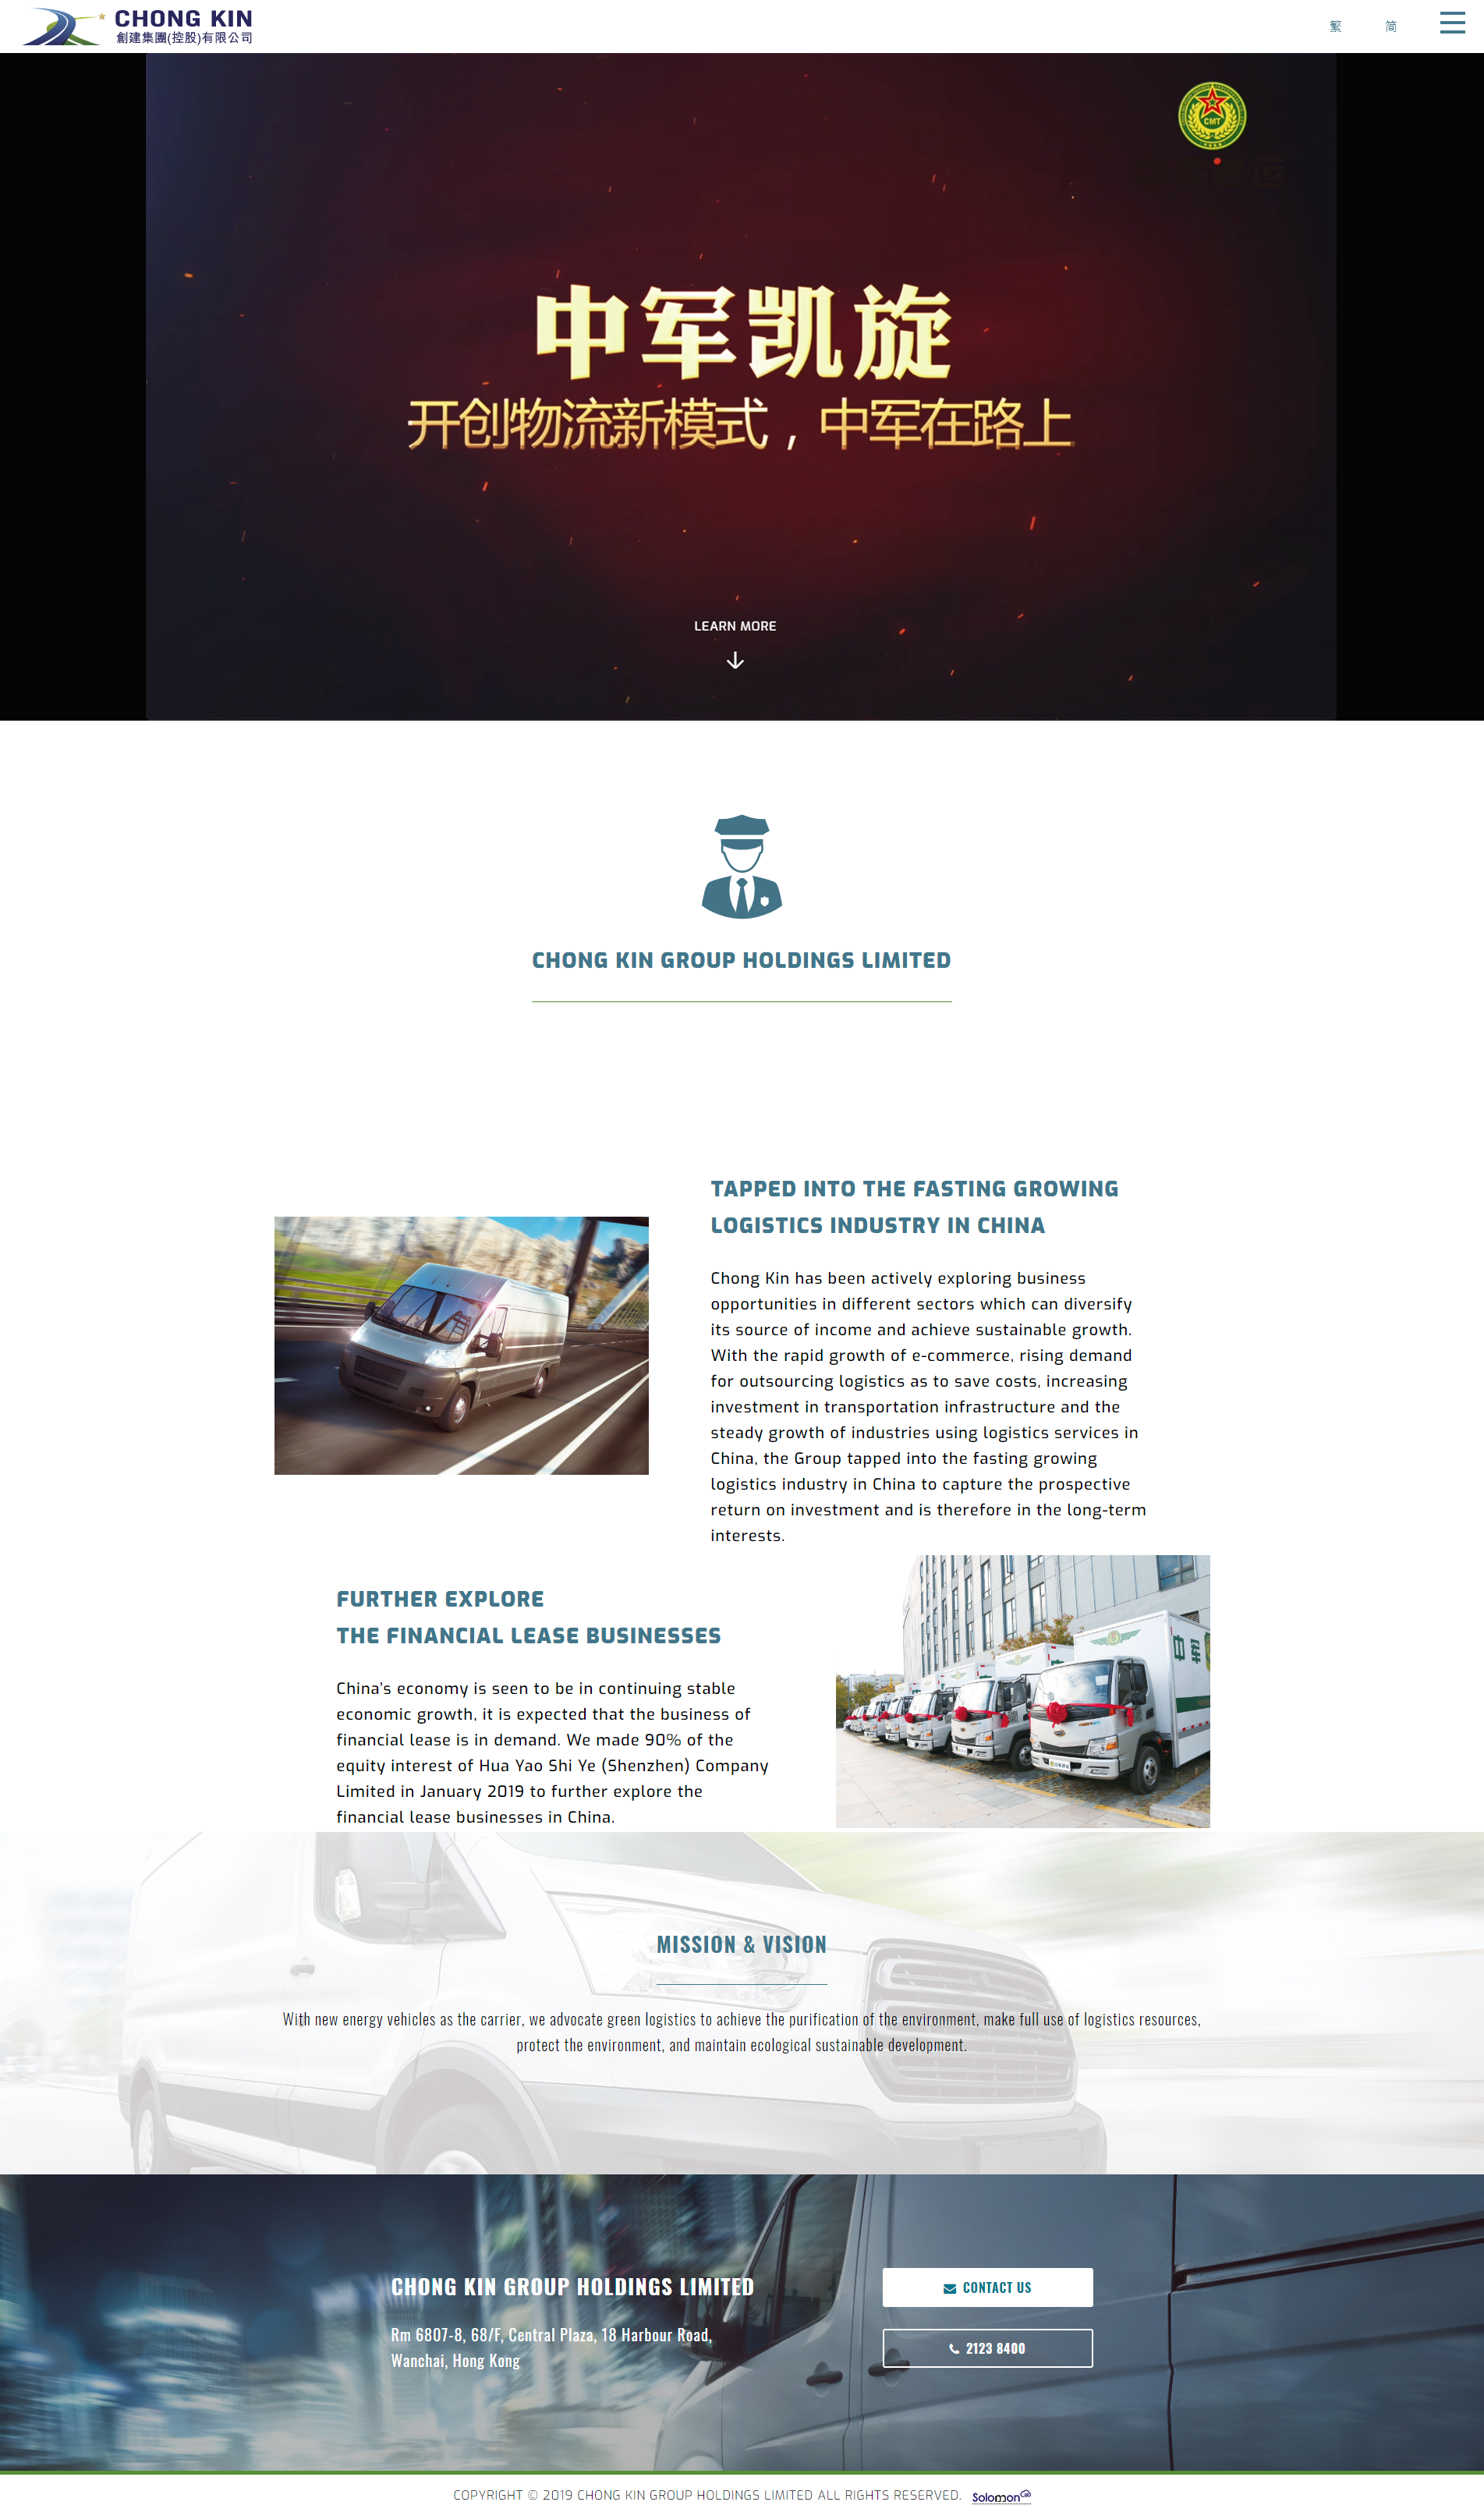 CHONG KIN
創建集團(控股)有限公司
繁
简
CMT
中军凯旋
开创物流新模式，中军在路上
LEARN MORE
CHONG KIN GROUP HOLDINGS LIMITED
TAPPED INTO THE FASTING GROWING
LOGISTICS INDUSTRY IN CHINA
Chong Kin has been actively exploring business
opportunities in different sectors which can diversify
its source of income and achieve sustainable growth.
With the rapid growth of e-commerce, rising demand
for outsourcing logistics as to save costs, increasing
investment in transportation infrastructure and the
steady growth of industries using logistics services in
China, the Group tapped into the fasting growing
logistics industry in China to capture the prospective
return on investment and is therefore in the long-term
interests.
FURTHER EXPLORE
THE FINANCIAL LEASE BUSINESSES
China's economy is seen to be in continuing stable
economic growth, it is expected that the business of
financial lease is in demand. We made 90% of the
equity interest of Hua Yao Shi Ye (Shenzhen) Company
Limited in January 2019 to further explore the
financial lease businesses in China.
中军
MISSION & VISION
With new energy vehicles as the carrier, we advocate green logistics to achieve the purification of the environment, make full use of logistics resources,
protect the environment, and maintain ecological sustainable development.
CHONG KIN GROUP HOLDINGS LIMITED
Rm 6807-8, 68/F, Central Plaza, 18 Harbour Road,
Wanchai, Hong Kong
CONTACT US
2123 8400
COPYRIGHT © 2019 CHONG KIN GROUP HOLDINGS LIMITED ALL RIGHTS RESERVED.
Solomon